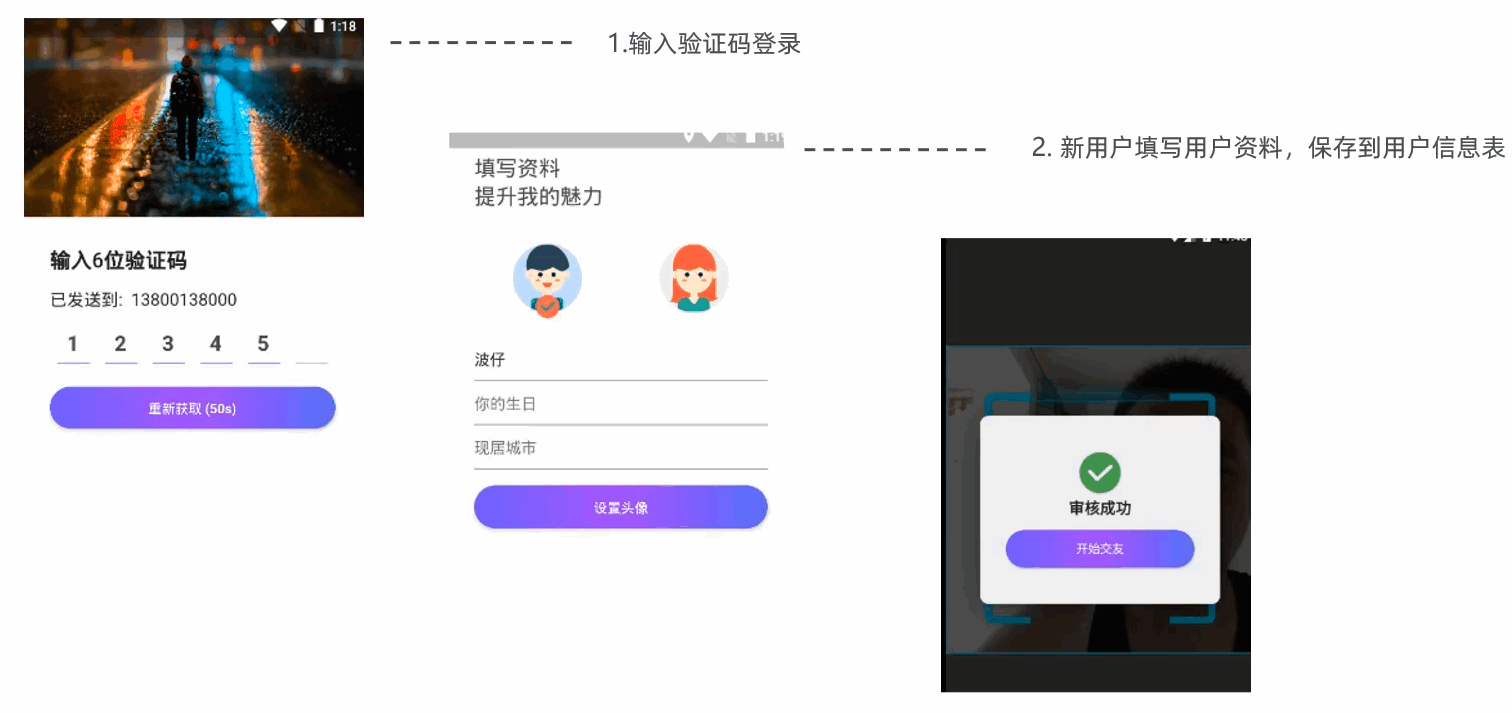 1:18
1.输入验证码登录
输入6位验证码
已发送到: 13800138000
1 2 3 4 5
重新获取 (50s)
2. 新用户填写用户资料，保存到用户信息表
填写资料
提升我的魅力
波仔
你的生日
现居城市
设置头像
审核成功
开始交友